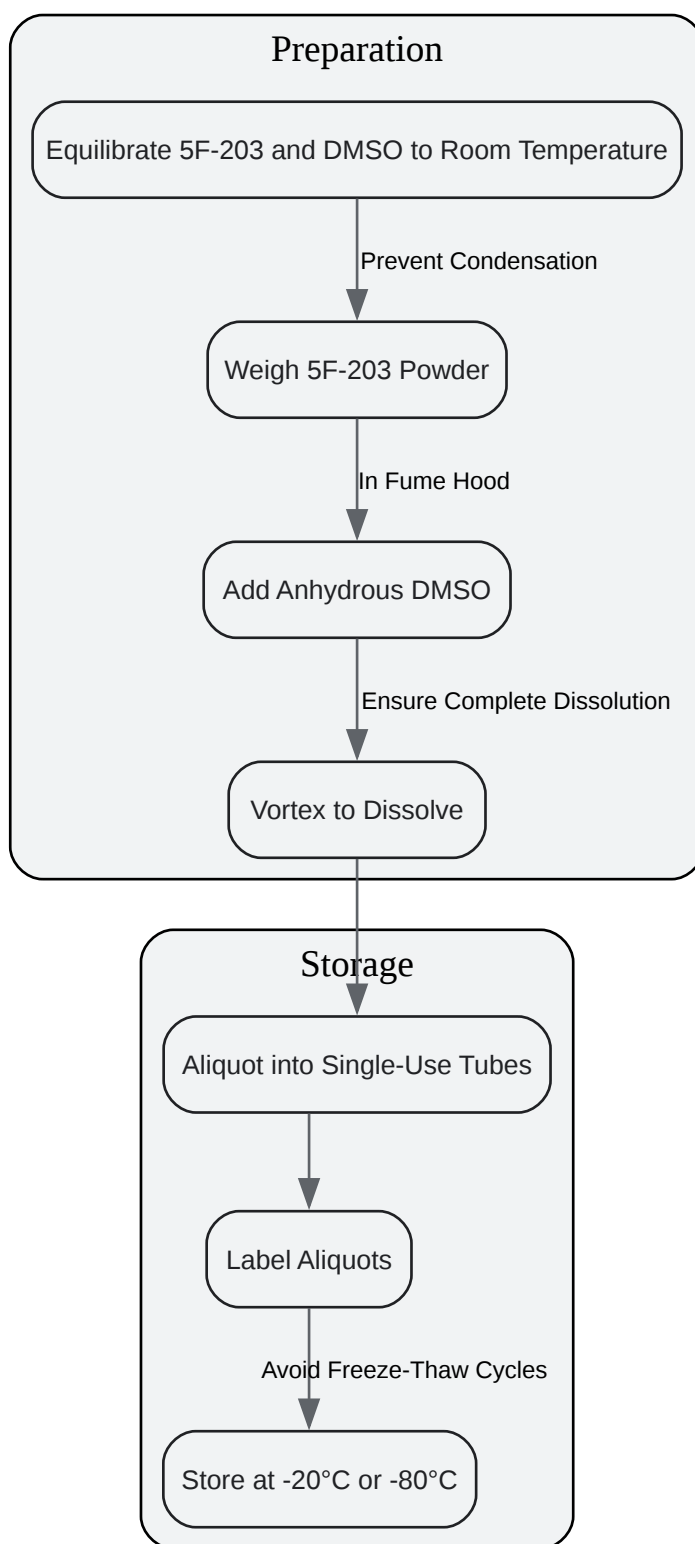 Preparation
Equilibrate 5F-203 and DMSO to Room Temperature
Prevent Condensation
Weigh 5F-203 Powder
In Fume Hood
Add Anhydrous DMSO
Ensure Complete Dissolution
Vortex to Dissolve
Storage
Aliquot into Single-Use Tubes
Label Aliquots
Avoid Freeze-Thaw Cycles
Store at -20°C or -80°C